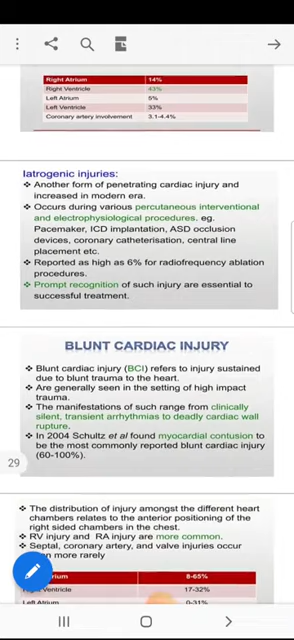 Right Atrium 14%
Right Ventricle 43%
Left Atrium 5%
Left Ventricle 33%
Coronary artery involvement 3.1-4.4%
Iatrogenic injuries:
❖ Another form of penetrating cardiac injury and
increased in modern era.
❖ Occurs during various percutaneous interventional
and electrophysiological procedures. eg.
Pacemaker, ICD implantation, ASD occlusion
devices, coronary catheterisation, central line
placement etc.
❖ Reported as high as 6% for radiofrequency ablation
procedures.
❖ Prompt recognition of such injury are essential to
successful treatment.
BLUNT CARDIAC INJURY
❖ Blunt cardiac injury (BCI) refers to injury sustained
due to blunt trauma to the heart.
❖ Are generally seen in the setting of high impact
trauma.
❖ The manifestations of such range from clinically
silent, transient arrhythmias to deadly cardiac wall
rupture.
29
❖ In 2004 Schultz et al found myocardial contusion to
be the most commonly reported blunt cardiac injury
(60-100%).
❖ The distribution of injury amongst the different heart
chambers relates to the anterior positioning of the
right sided chambers in the chest.
❖ RV injury and RA injury are more common.
❖ Septal, coronary artery, and valve injuries occur
more rarely
8-65%
Ventricle 17-32%
Left Atrium 0-31%